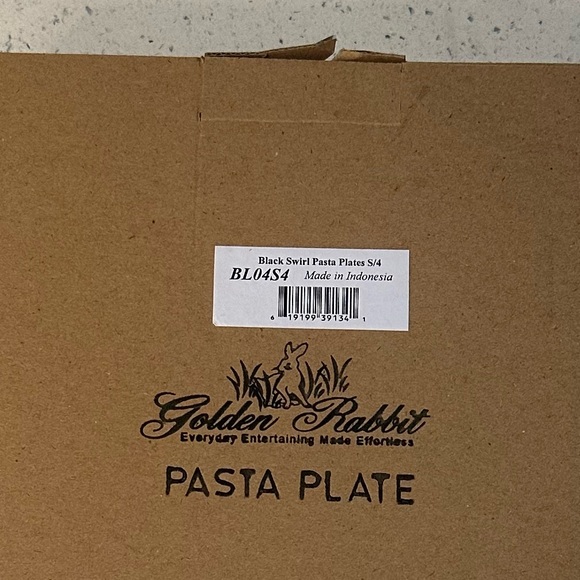 Black Swirl Pasta Plates S/4
BL04S4 Made in Indonesia
6 19199 39134 1
Golden Rabbit
Everyday Entertaining Made Effortless
PASTA PLATE